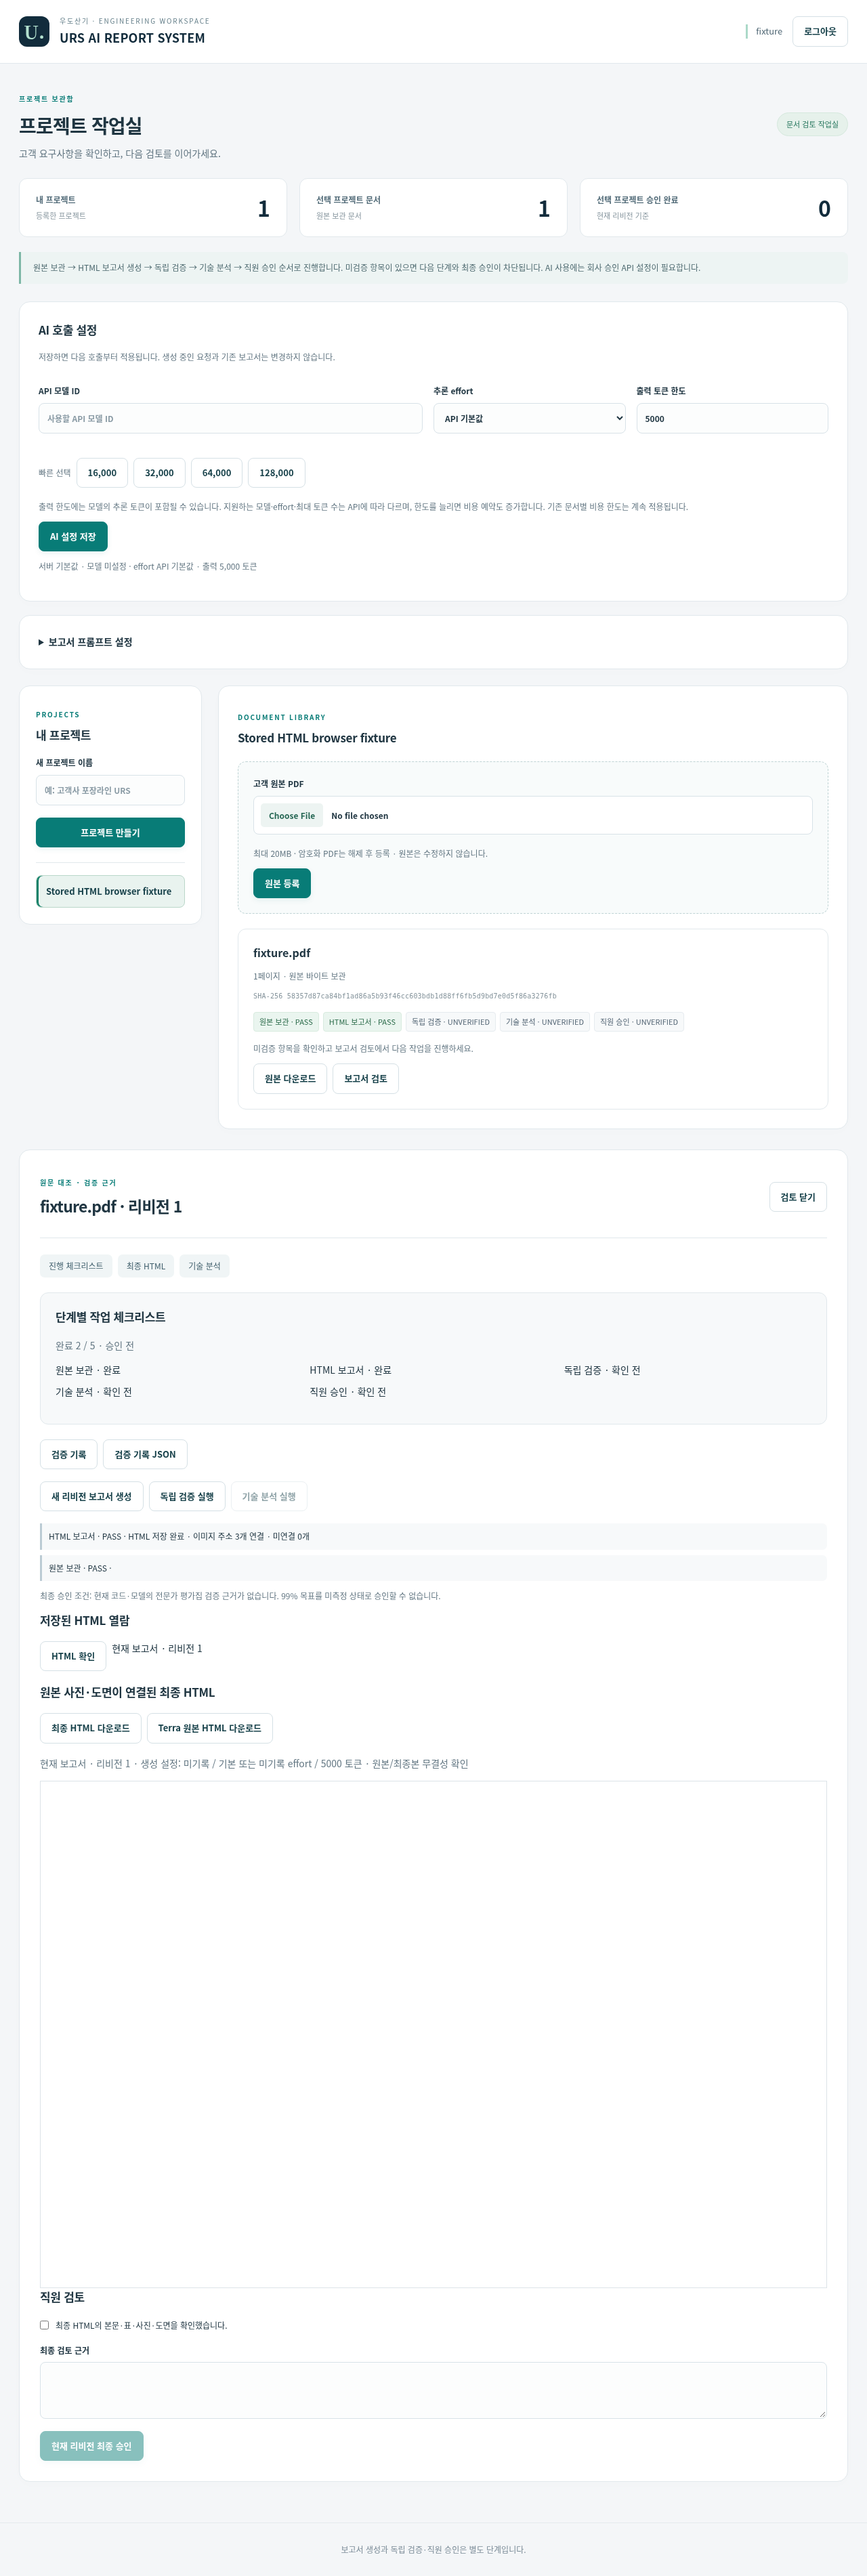 U.
우도산기 · ENGINEERING WORKSPACE
URS AI REPORT SYSTEM
fixture
로그아웃
프로젝트 보관함
프로젝트 작업실
고객 요구사항을 확인하고, 다음 검토를 이어가세요.
문서 검토 작업실
내 프로젝트
등록한 프로젝트
1
선택 프로젝트 문서
원본 보관 문서
1
선택 프로젝트 승인 완료
현재 리비전 기준
0
원본 보관 → HTML 보고서 생성 → 독립 검증 → 기술 분석 → 직원 승인 순서로 진행합니다. 미검증 항목이 있으면 다음 단계와 최종 승인이 차단됩니다. AI 사용에는 회사 승인 API 설정이 필요합니다.
AI 호출 설정
저장하면 다음 호출부터 적용됩니다. 생성 중인 요청과 기존 보고서는 변경하지 않습니다.
API 모델 ID
추론 effort
출력 토큰 한도
사용할 API 모델 ID
API 기본값
5000
빠른 선택
16,000
32,000
64,000
128,000
출력 한도에는 모델의 추론 토큰이 포함될 수 있습니다. 지원하는 모델·effort·최대 토큰 수는 API에 따라 다르며, 한도를 늘리면 비용 예약도 증가합니다. 기존 문서별 비용 한도는 계속 적용됩니다.
AI 설정 저장
서버 기본값 · 모델 미설정 · effort API 기본값 · 출력 5,000 토큰
보고서 프롬프트 설정
PROJECTS
내 프로젝트
새 프로젝트 이름
예: 고객사 포장라인 URS
프로젝트 만들기
Stored HTML browser fixture
DOCUMENT LIBRARY
Stored HTML browser fixture
고객 원본 PDF
Choose File
No file chosen
최대 20MB · 암호화 PDF는 해제 후 등록 · 원본은 수정하지 않습니다.
원본 등록
fixture.pdf
1페이지 · 원본 바이트 보관
원본 보관 · PASS
HTML 보고서 · PASS
독립 검증 · UNVERIFIED
기술 분석 · UNVERIFIED
직원 승인 · UNVERIFIED
미검증 항목을 확인하고 보고서 검토에서 다음 작업을 진행하세요.
원본 다운로드
보고서 검토
원문 대조 · 검증 근거
fixture.pdf · 리비전 1
검토 닫기
진행 체크리스트
최종 HTML
기술 분석
단계별 작업 체크리스트
완료 2 / 5 · 승인 전
원본 보관 · 완료
HTML 보고서 · 완료
독립 검증 · 확인 전
기술 분석 · 확인 전
직원 승인 · 확인 전
검증 기록
검증 기록 JSON
새 리비전 보고서 생성
독립 검증 실행
기술 분석 실행
HTML 보고서 · PASS · HTML 저장 완료 · 이미지 주소 3개 연결 · 미연결 0개
원본 보관 · PASS ·
최종 승인 조건: 현재 코드·모델의 전문가 평가집 검증 근거가 없습니다. 99% 목표를 미측정 상태로 승인할 수 없습니다.
저장된 HTML 열람
HTML 확인
현재 보고서 · 리비전 1
원본 사진·도면이 연결된 최종 HTML
최종 HTML 다운로드
Terra 원본 HTML 다운로드
현재 보고서 · 리비전 1 · 생성 설정: 미기록 / 기본 또는 미기록 effort / 5000 토큰 · 원본/최종본 무결성 확인
직원 검토
최종 HTML의 본문·표·사진·도면을 확인했습니다.
최종 검토 근거
현재 리비전 최종 승인
보고서 생성과 독립 검증·직원 승인은 별도 단계입니다.